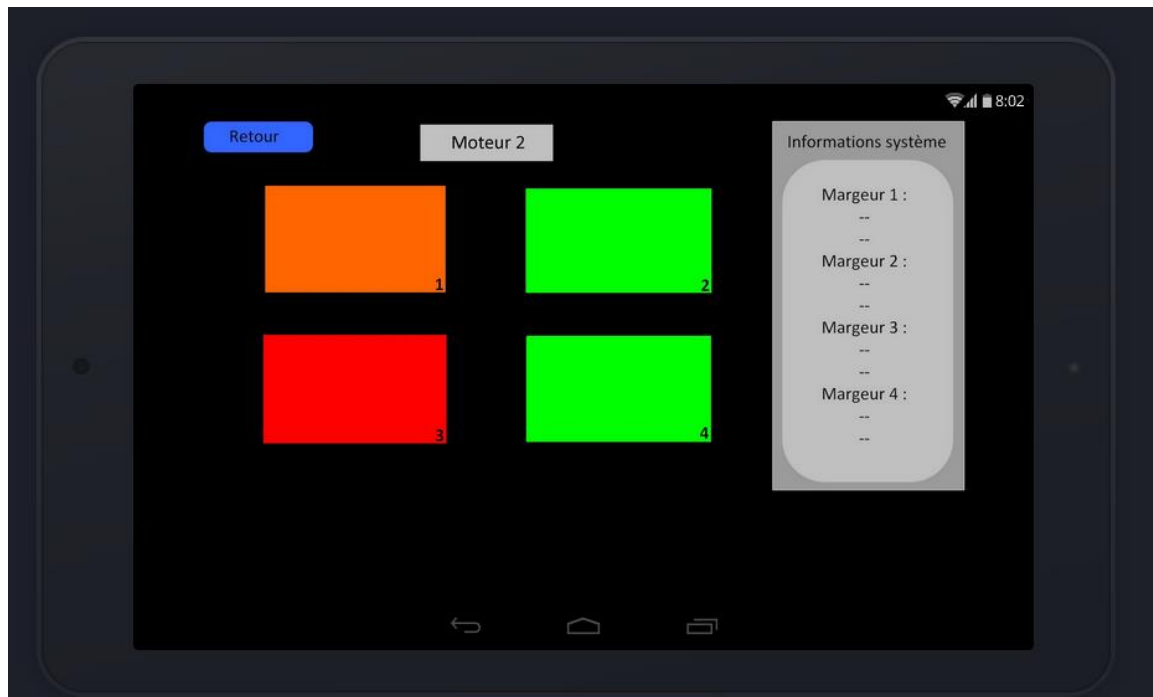 8:02
Retour
Moteur 2
Informations système
1
2
3
4
Margeur 1 :
--
--
Margeur 2 :
--
--
Margeur 3 :
--
--
Margeur 4 :
--
--